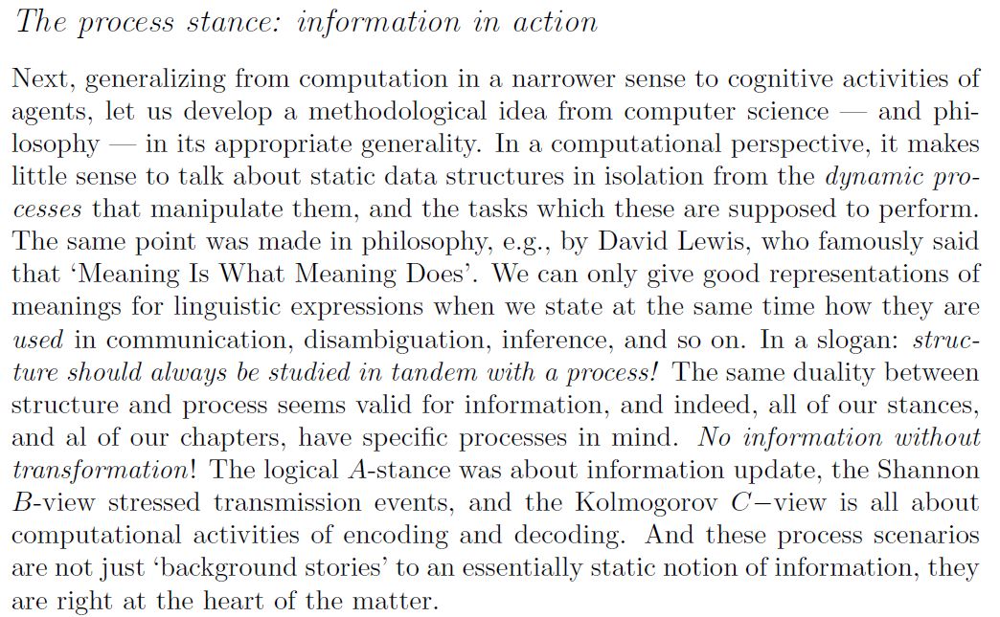 The process stance: information in action
Next, generalizing from computation in a narrower sense to cognitive activities of
agents, let us develop a methodological idea from computer science — and phi-
losophy — in its appropriate generality. In a computational perspective, it makes
little sense to talk about static data structures in isolation from the dynamic pro-
cesses that manipulate them, and the tasks which these are supposed to perform.
The same point was made in philosophy, e.g., by David Lewis, who famously said
that ‘Meaning Is What Meaning Does’. We can only give good representations of
meanings for linguistic expressions when we state at the same time how they are
used in communication, disambiguation, inference, and so on. In a slogan: struc-
ture should always be studied in tandem with a process! The same duality between
structure and process seems valid for information, and indeed, all of our stances,
and al of our chapters, have specific processes in mind. No information without
transformation! The logical A-stance was about information update, the Shannon
B-view stressed transmission events, and the Kolmogorov C−view is all about
computational activities of encoding and decoding. And these process scenarios
are not just ‘background stories’ to an essentially static notion of information, they
are right at the heart of the matter.